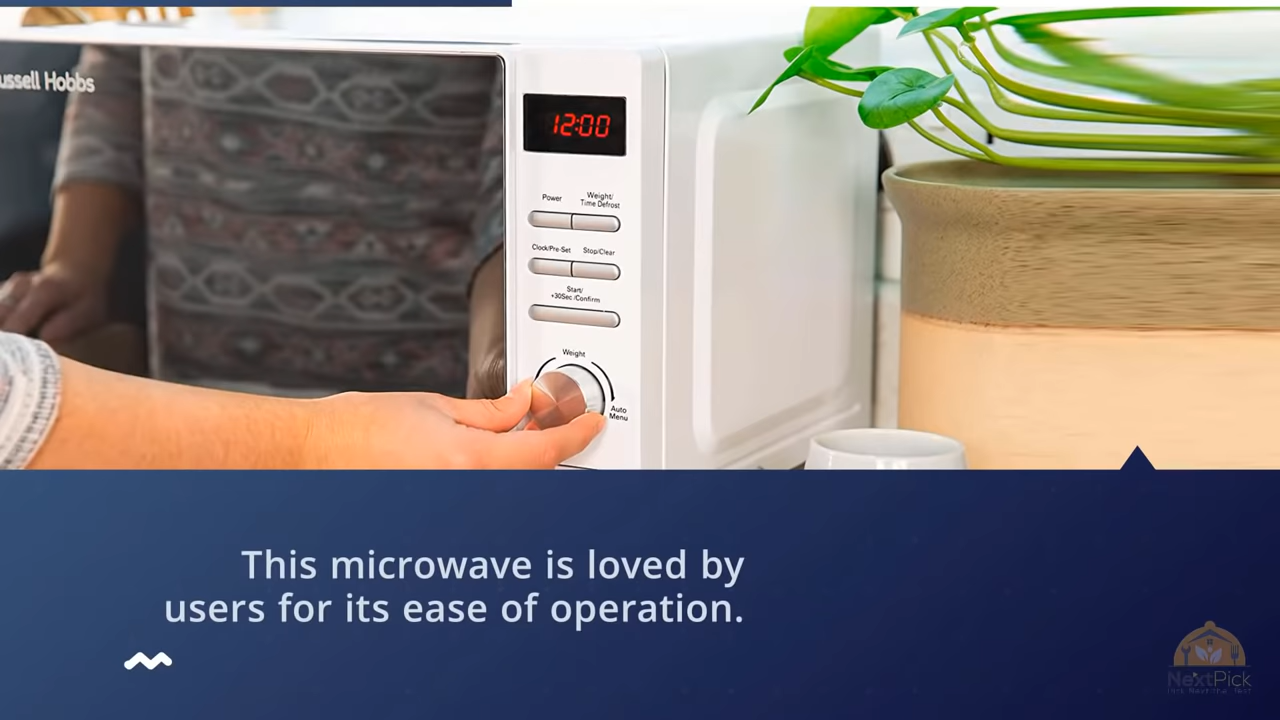 ussell Hobbs
12:00
Power
Weight/
Time Defrost
Clock/Pre-Set
Stop/Clear
Start/
+30Sec /Confirm
Weight
Auto
Menu
This microwave is loved by
users for its ease of operation.
NextPick